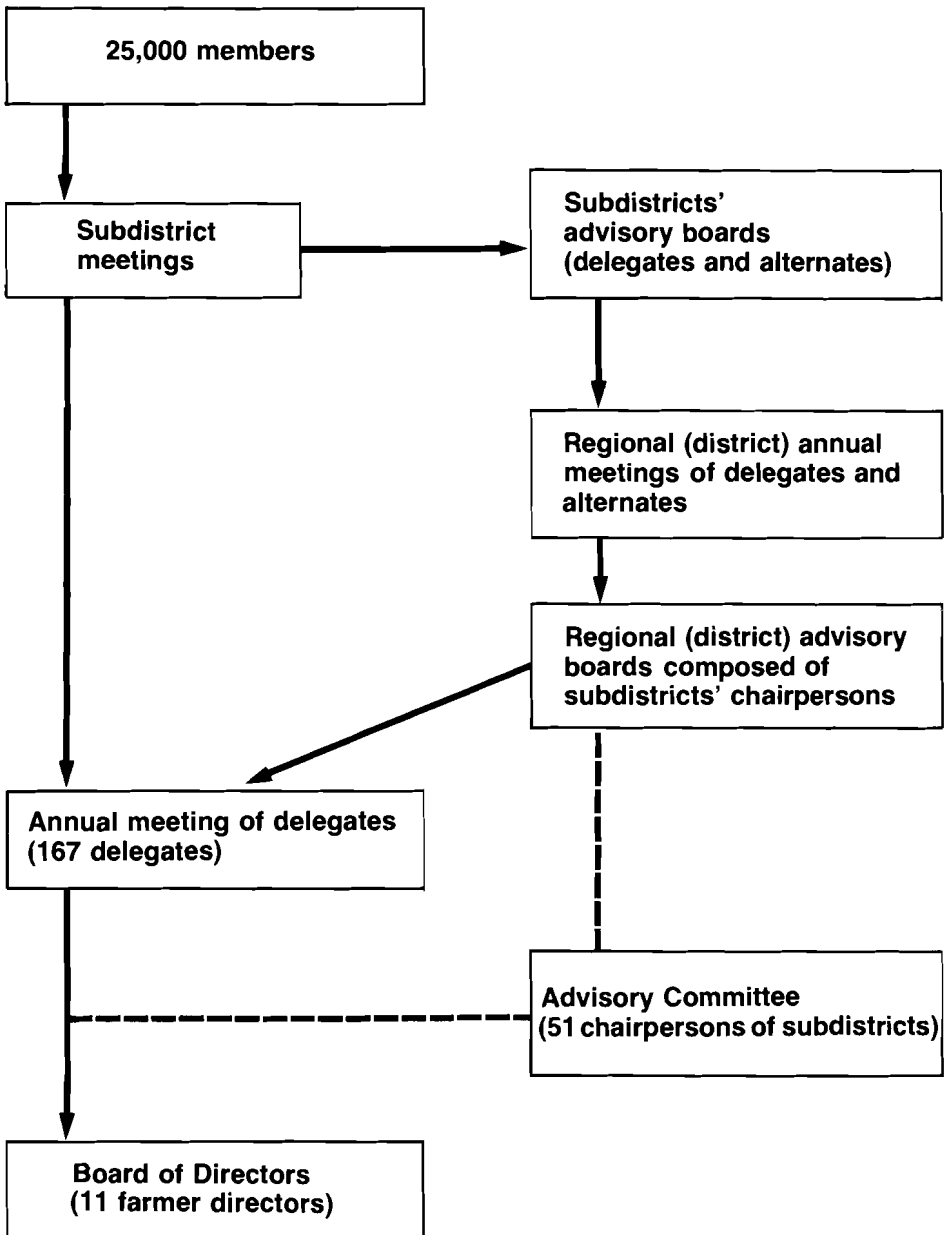 25,000 members
Subdistrict
meetings
Subdistricts'
advisory boards
(delegates and alternates)
Regional (district) annual
meetings of delegates and
alternates
Regional (district) advisory
boards composed of
subdistricts' chairpersons
Annual meeting of delegates
(167 delegates)
Advisory Committee
(51 chairpersons of subdistricts)
Board of Directors
(11 farmer directors)